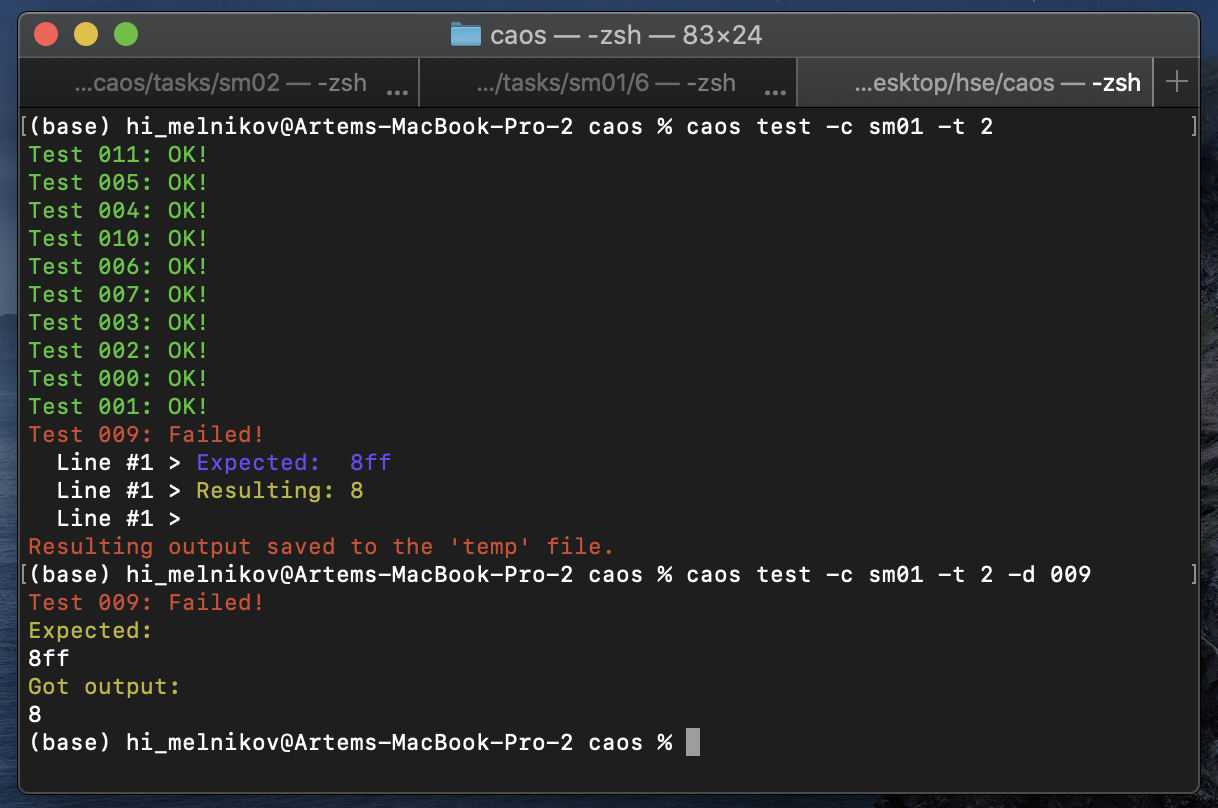 caos — -zsh — 83×24
...caos/tasks/sm02 — -zsh ... .../tasks/sm01/6 — -zsh ... ...esktop/hse/caos — -zsh +
[(base) hi_melnikov@Artems-MacBook-Pro-2 caos % caos test -c sm01 -t 2 ]
Test 011: OK!
Test 005: OK!
Test 004: OK!
Test 010: OK!
Test 006: OK!
Test 007: OK!
Test 003: OK!
Test 002: OK!
Test 000: OK!
Test 001: OK!
Test 009: Failed!
Line #1 > Expected: 8ff
Line #1 > Resulting: 8
Line #1 >
Resulting output saved to the 'temp' file.
[(base) hi_melnikov@Artems-MacBook-Pro-2 caos % caos test -c sm01 -t 2 -d 009 ]
Test 009: Failed!
Expected:
8ff
Got output:
8
(base) hi_melnikov@Artems-MacBook-Pro-2 caos %